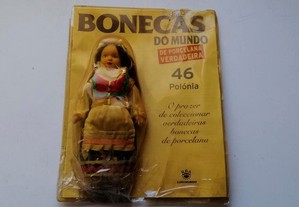 BONECAS
DO MUNDO
DE PORCELANA
VERDADEIRA
46
Polónia
O prazer
de coleccionar
verdadeiras
bonecas
de porcelana